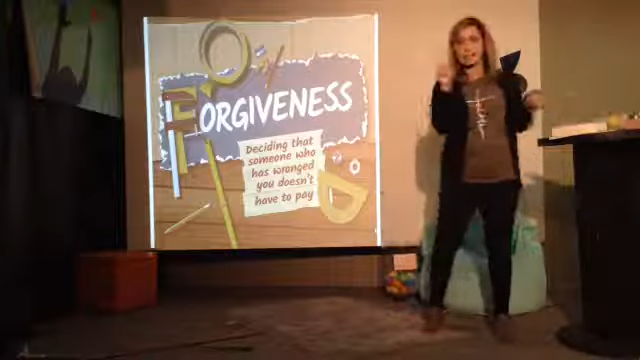 FORGIVENESS
Deciding that
someone who
has wronged
you doesn't
have to pay